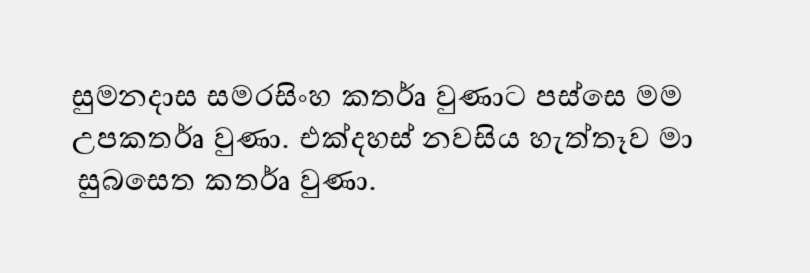 සුමනදාස සමරසිංහ කතර්‍ෘ වුණාට පස්සෙ මම
උපකතර්‍ෘ වුණා. එක්දහස් නවසිය හැත්තෑව මා
සුබසෙත කතර්‍ෘ වුණා.